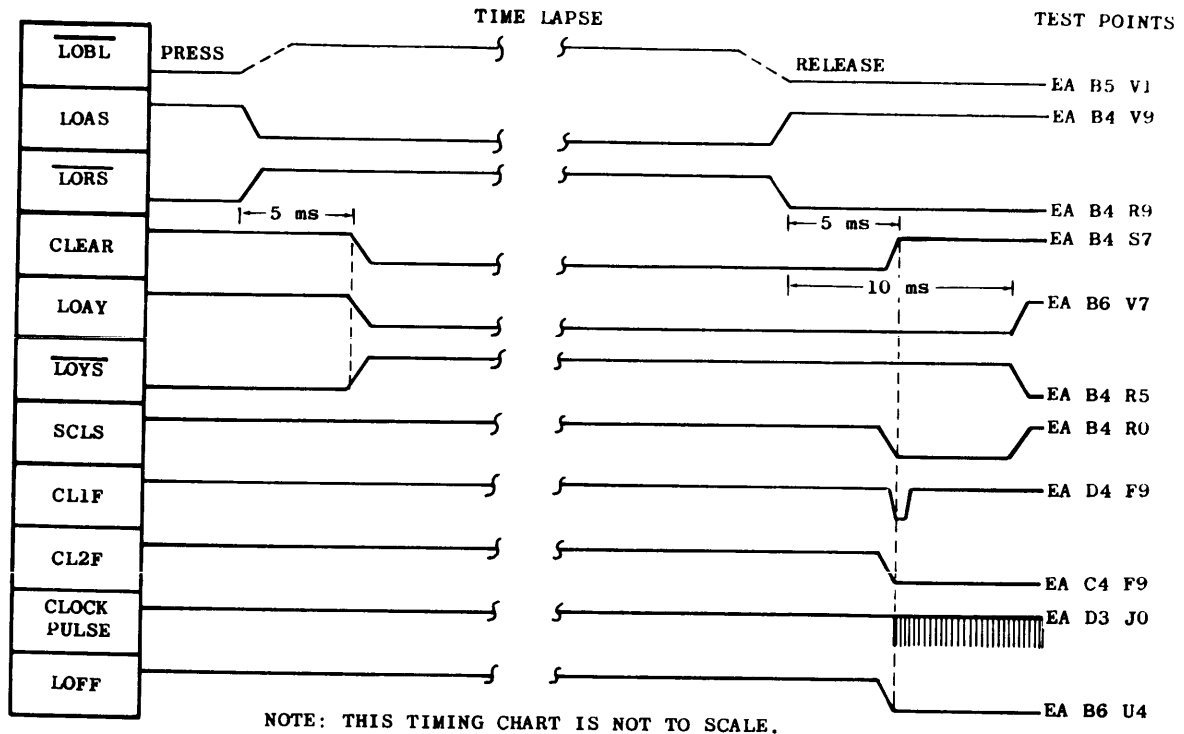 TIME LAPSE
TEST POINTS
LOBL PRESS RELEASE EA B5 V1
LOAS EA B4 V9
LORS EA B4 R9
5 ms 5 ms
CLEAR EA B4 S7
10 ms
LOAY EA B6 V7
LOYS EA B4 R5
SCLS EA B4 R0
CL1F EA D4 F9
CL2F EA C4 F9
CLOCK
PULSE EA D3 J0
LOFF EA B6 U4
NOTE: THIS TIMING CHART IS NOT TO SCALE.